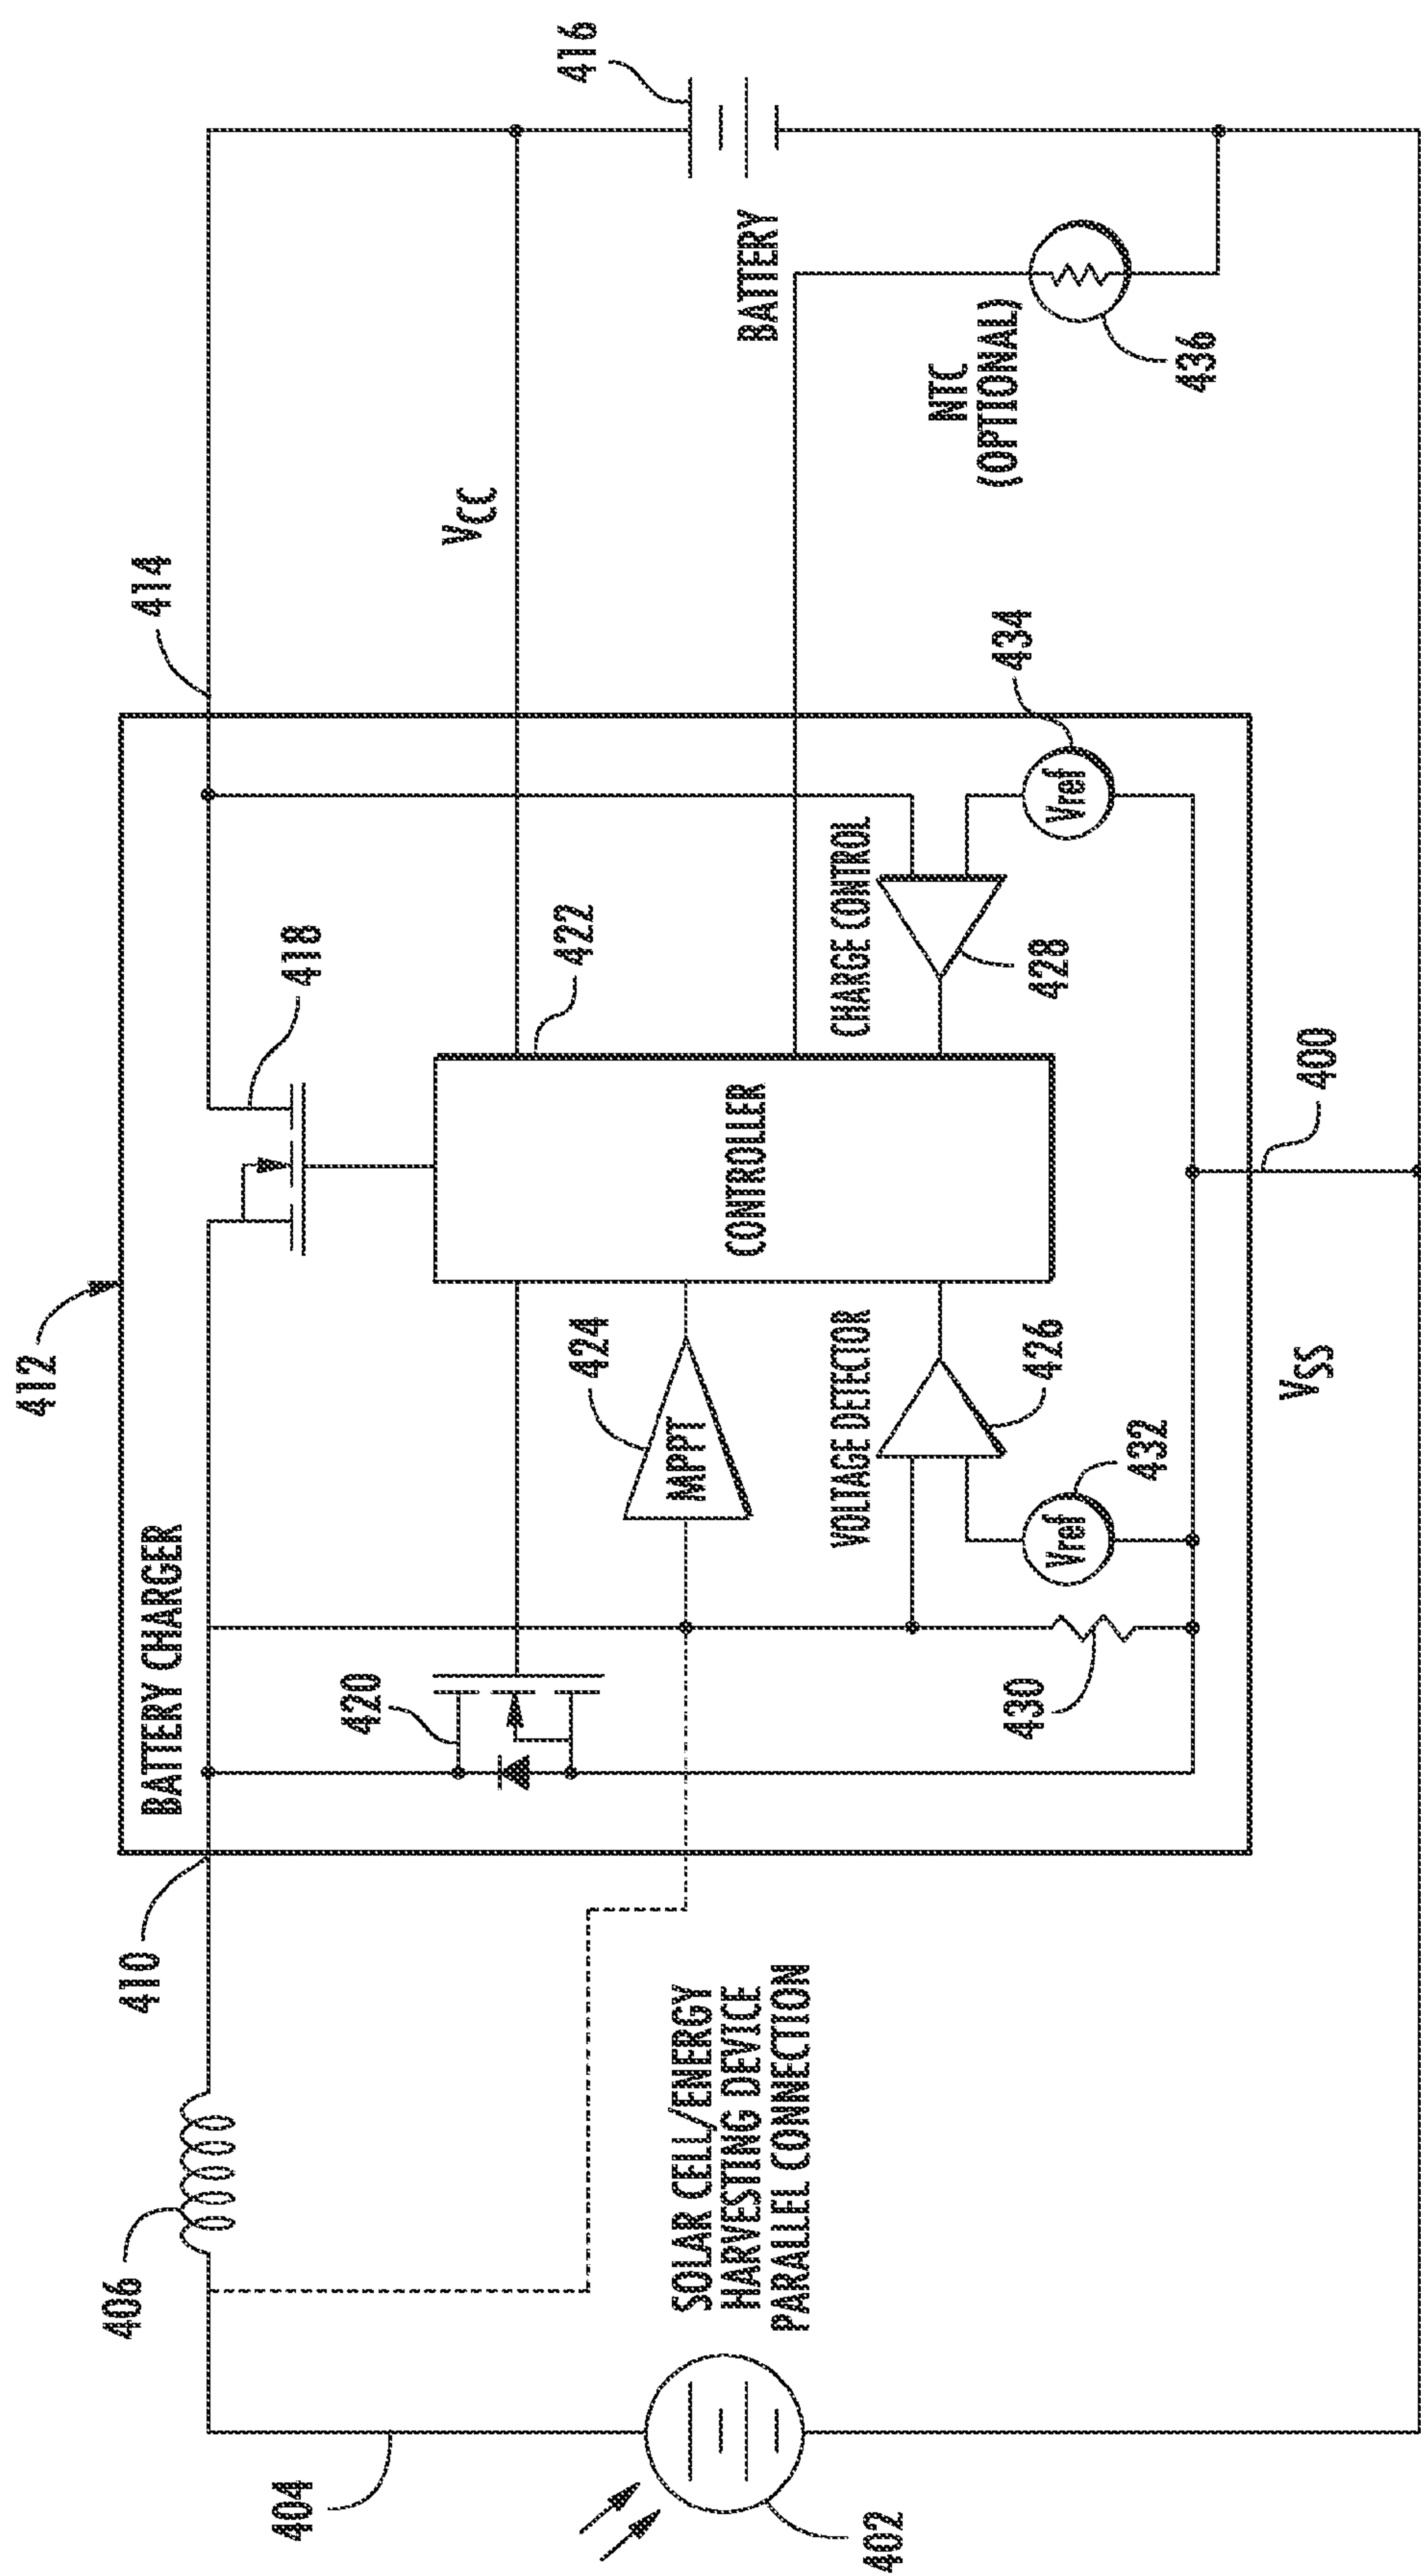 412
BATTERY CHARGER
406
410
414
404
418
420
422
VCC
416
424
MPPT
CONTROLLER
SOLAR CELL/ENERGY
HARVESTING DEVICE
PARALLEL CONNECTION
BATTERY
402
VOLTAGE DETECTOR
CHARGE CONTROL
426
428
NTC
(OPTIONAL)
430
Vref
432
Vref
434
436
VSS
400